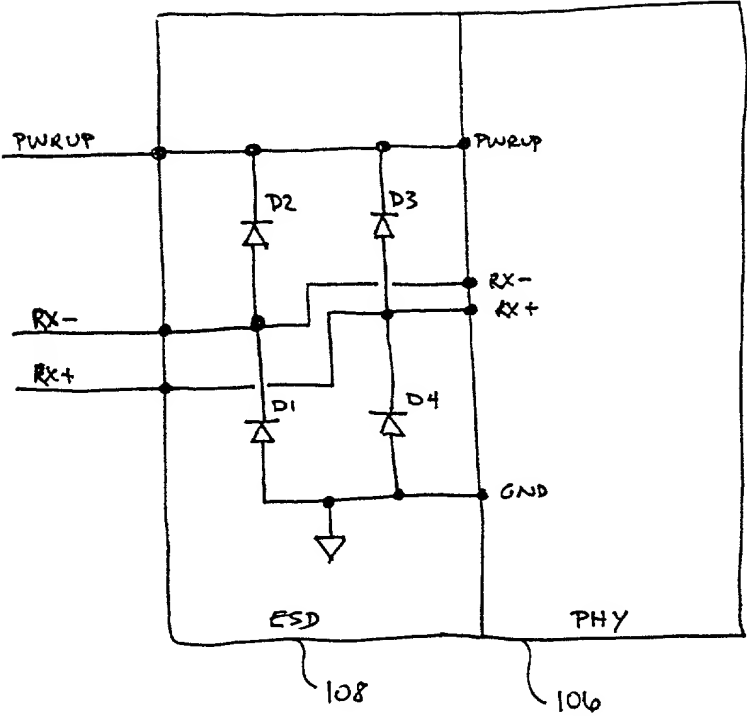 PWRUP
PWRUP
D2
D3
RX-
RX+
RX-
RX+
D1
D4
GND
ESD
PHY
108
106